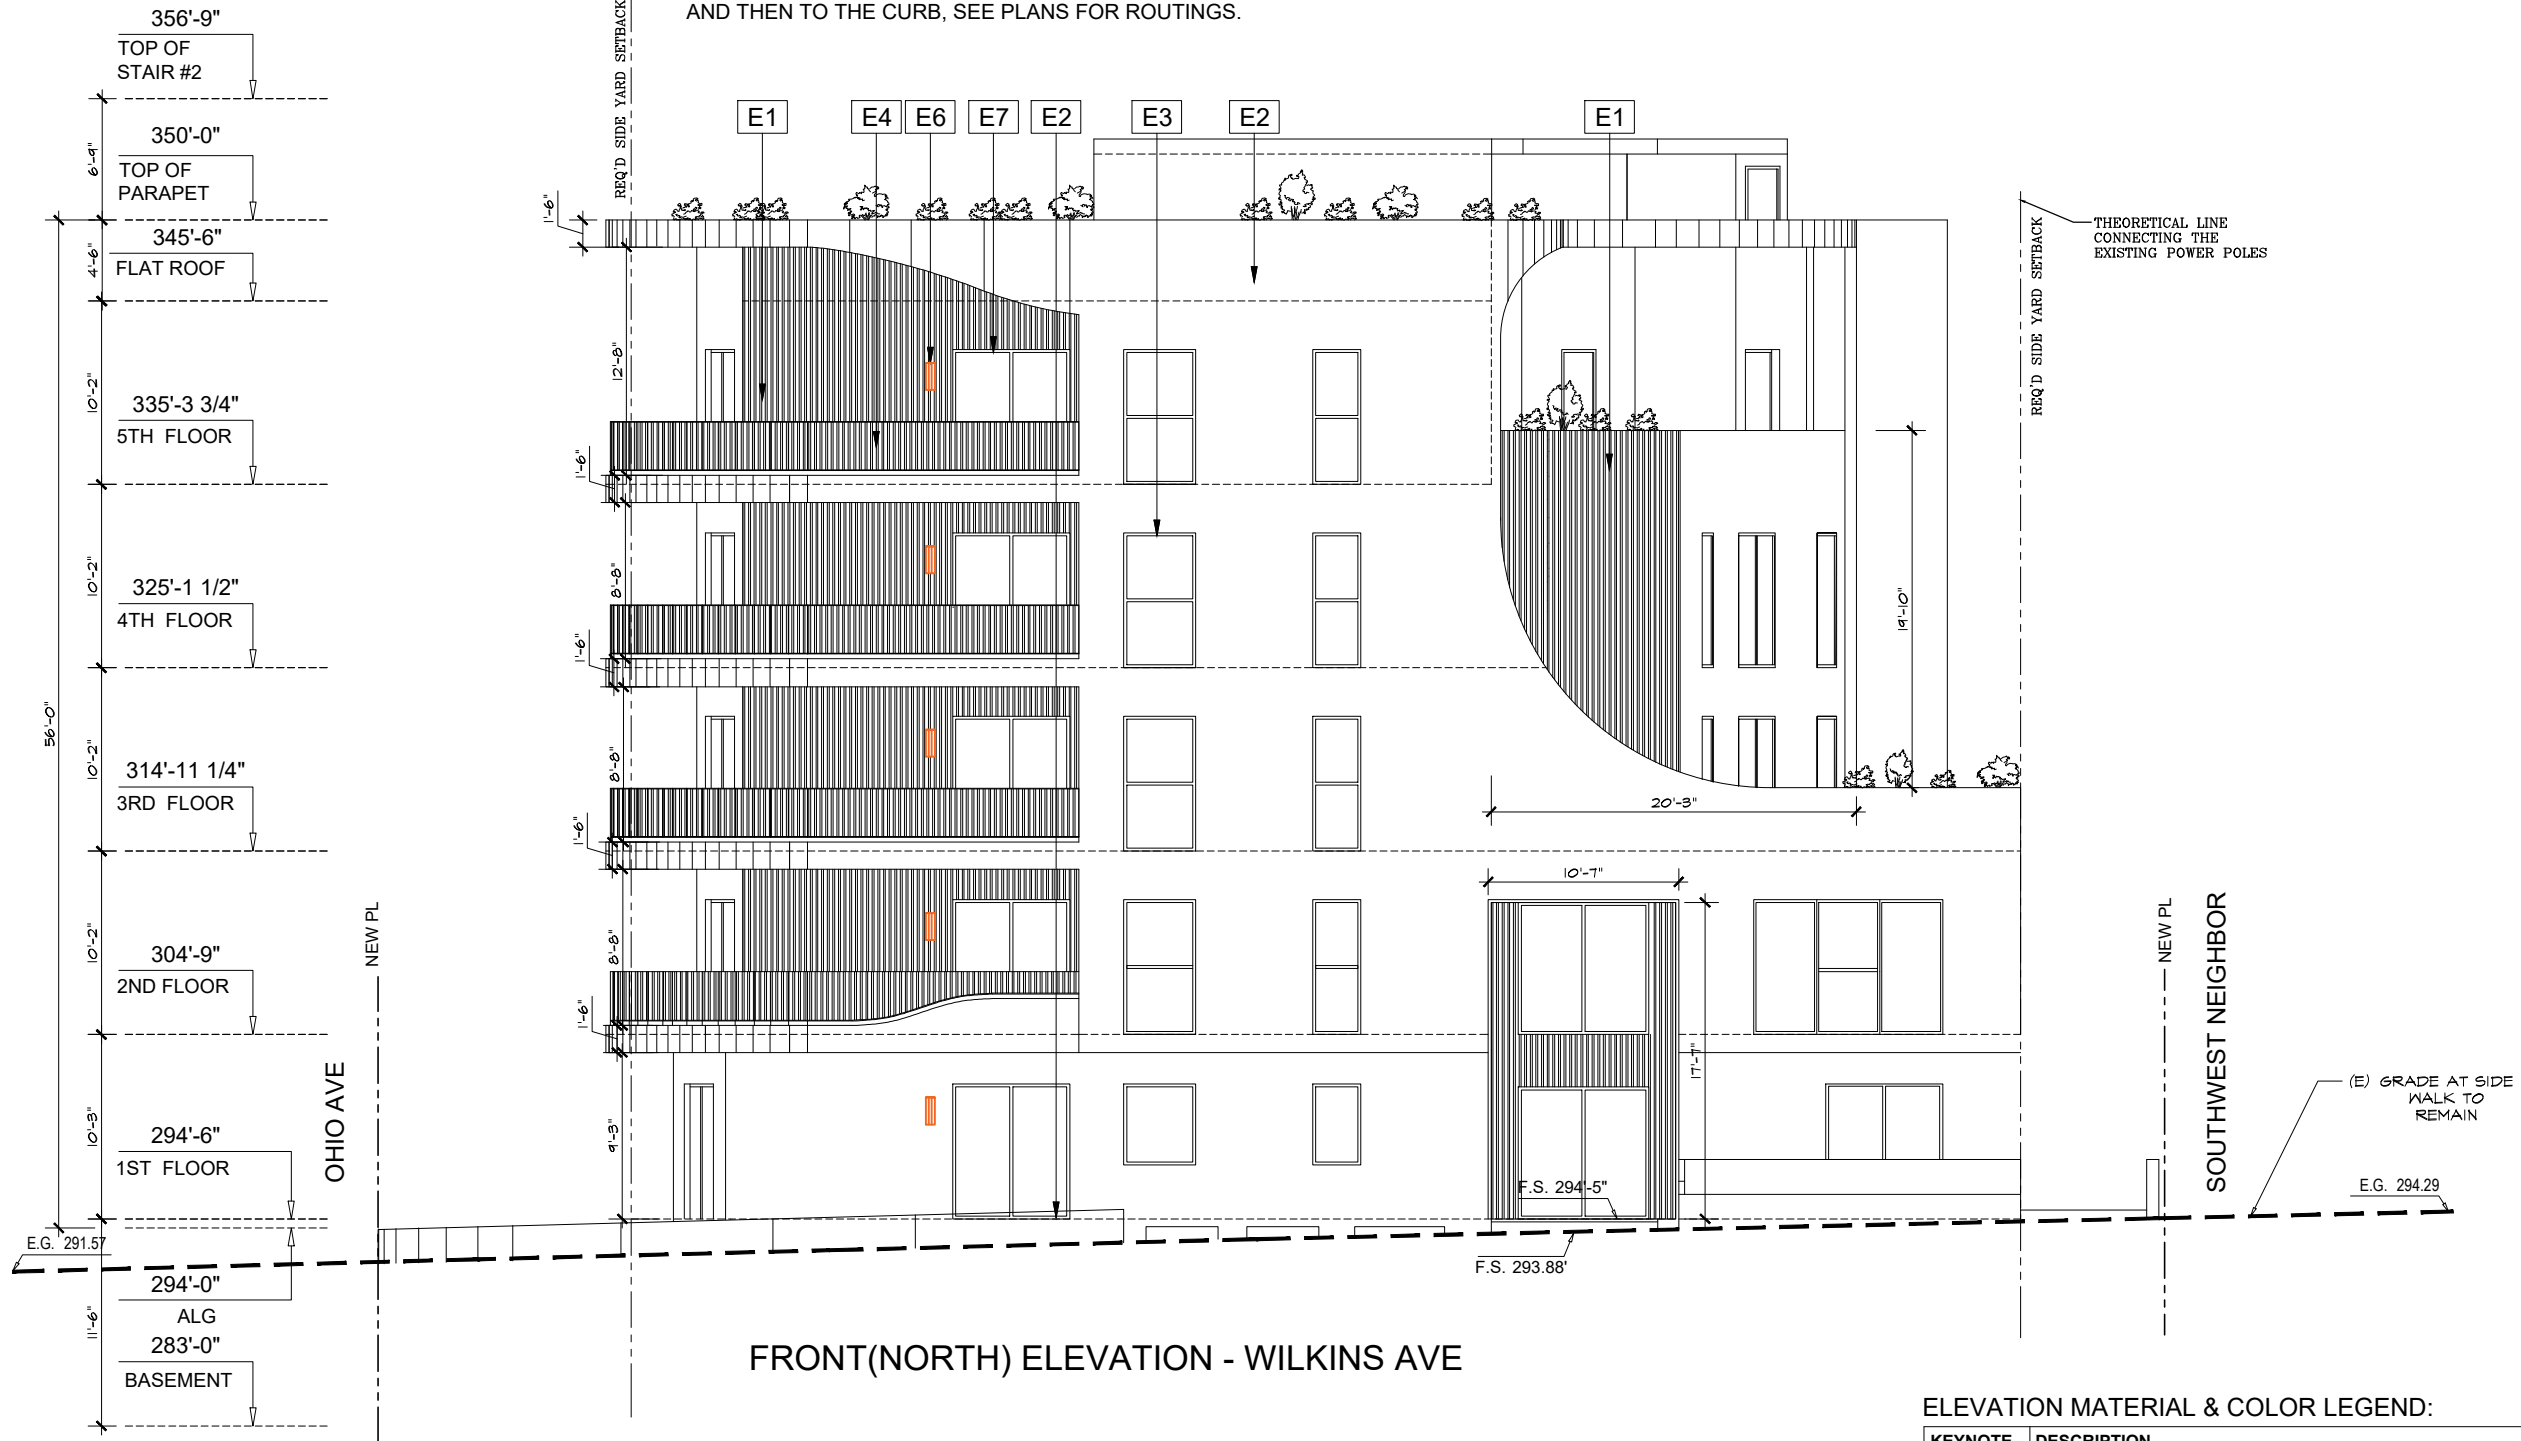 AND THEN TO THE CURB, SEE PLANS FOR ROUTINGS.
356'-9"
TOP OF
STAIR #2
350'-0"
TOP OF
PARAPET
345'-6"
FLAT ROOF
335'-3 3/4"
5TH FLOOR
325'-1 1/2"
4TH FLOOR
314'-11 1/4"
3RD FLOOR
304'-9"
2ND FLOOR
294'-6"
1ST FLOOR
294'-0"
ALG
283'-0"
BASEMENT
6'-9"
4'-6"
10'-2"
10'-2"
10'-2"
10'-2"
10'-3"
11'-6"
56'-0"
E.G. 291.57
OHIO AVE
NEW PL
REQ'D SIDE YARD SETBACK
1'-6"
12'-8"
1'-6"
8'-8"
1'-6"
8'-8"
1'-6"
8'-8"
1'-6"
9'-3"
E1
E4
E6
E7
E2
E3
E2
E1
THEORETICAL LINE
CONNECTING THE
EXISTING POWER POLES
REQ'D SIDE YARD SETBACK
19'-10"
20'-3"
10'-7"
17'-7"
F.S. 294'-5"
F.S. 293.88'
NEW PL
SOUTHWEST NEIGHBOR
(E) GRADE AT SIDE
WALK TO
REMAIN
E.G. 294.29
FRONT(NORTH) ELEVATION - WILKINS AVE
ELEVATION MATERIAL & COLOR LEGEND:
KEYNOTE DESCRIPTION